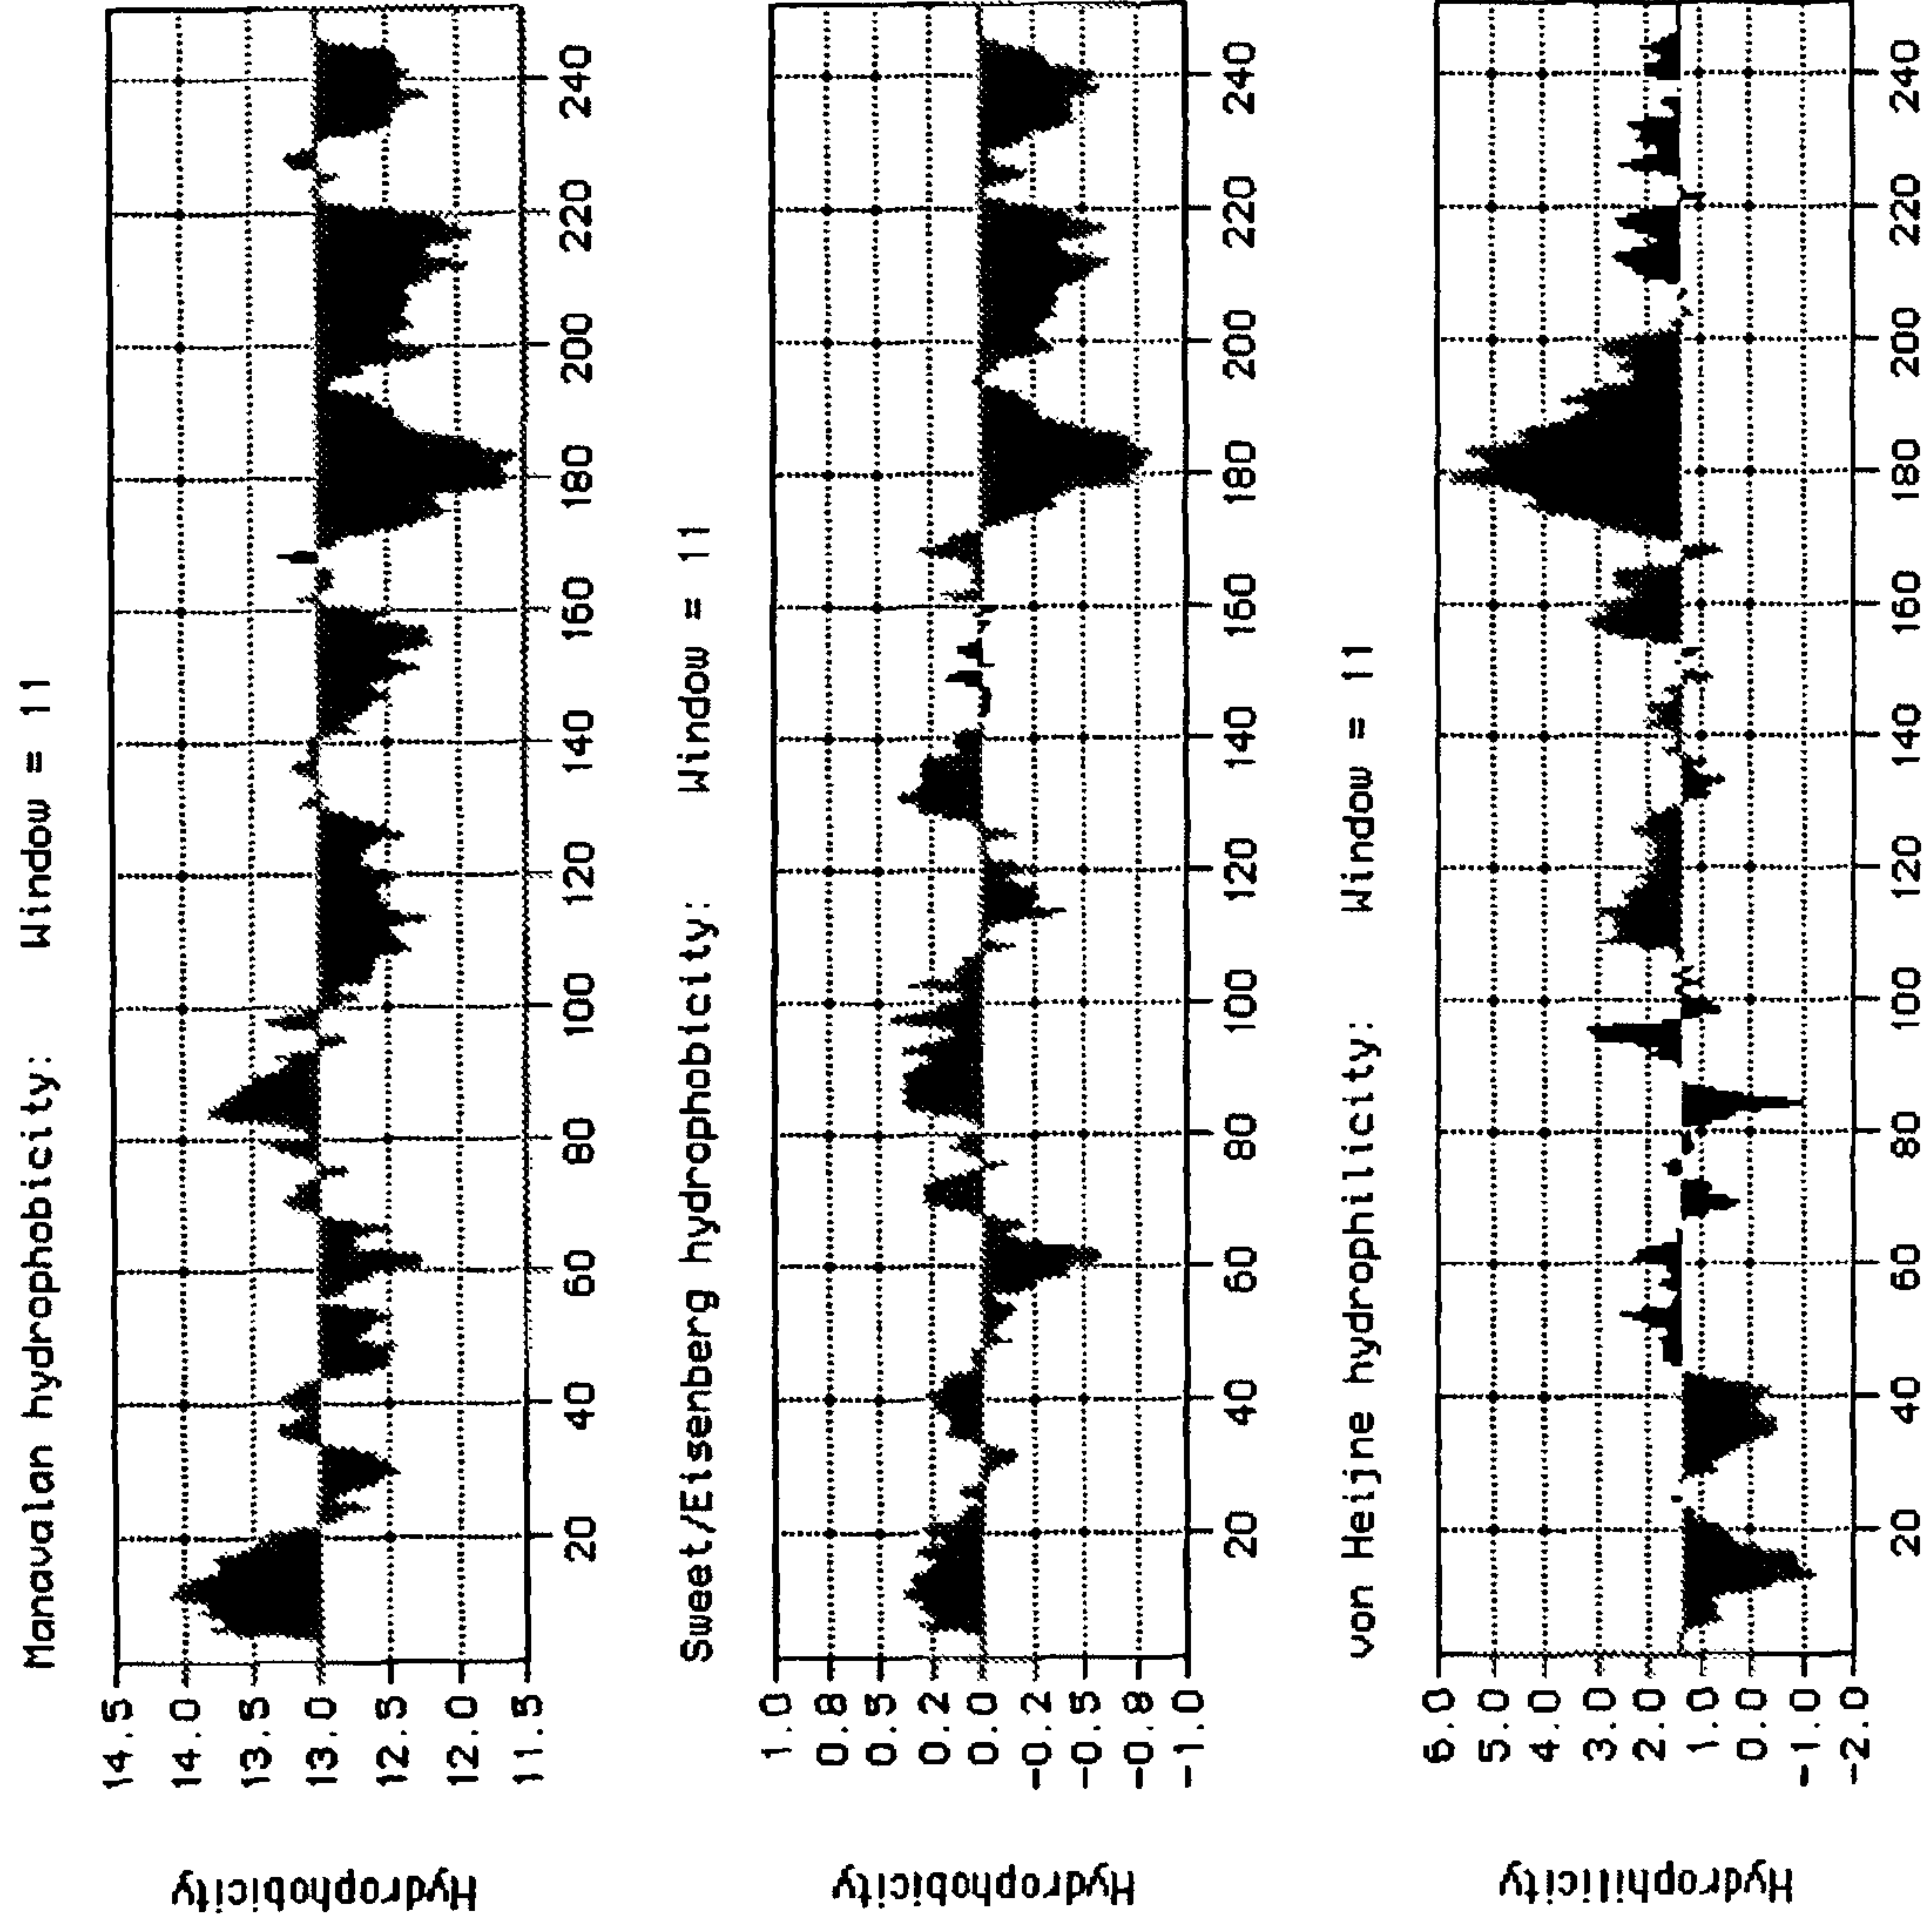 Manavalan hydrophobicity: Window = 11
Hydrophobicity
14.5
14.0
13.5
13.0
12.5
12.0
11.5
20 40 60 80 100 120 140 160 180 200 220 240
Sweet/Eisenberg hydrophobicity: Window = 11
Hydrophobicity
1.0
0.8
0.5
0.2
0.0
-0.2
-0.5
-0.8
-1.0
20 40 60 80 100 120 140 160 180 200 220 240
von Heijne hydrophilicity: Window = 11
Hydrophilicity
6.0
5.0
4.0
3.0
2.0
1.0
0.0
-1.0
-2.0
20 40 60 80 100 120 140 160 180 200 220 240